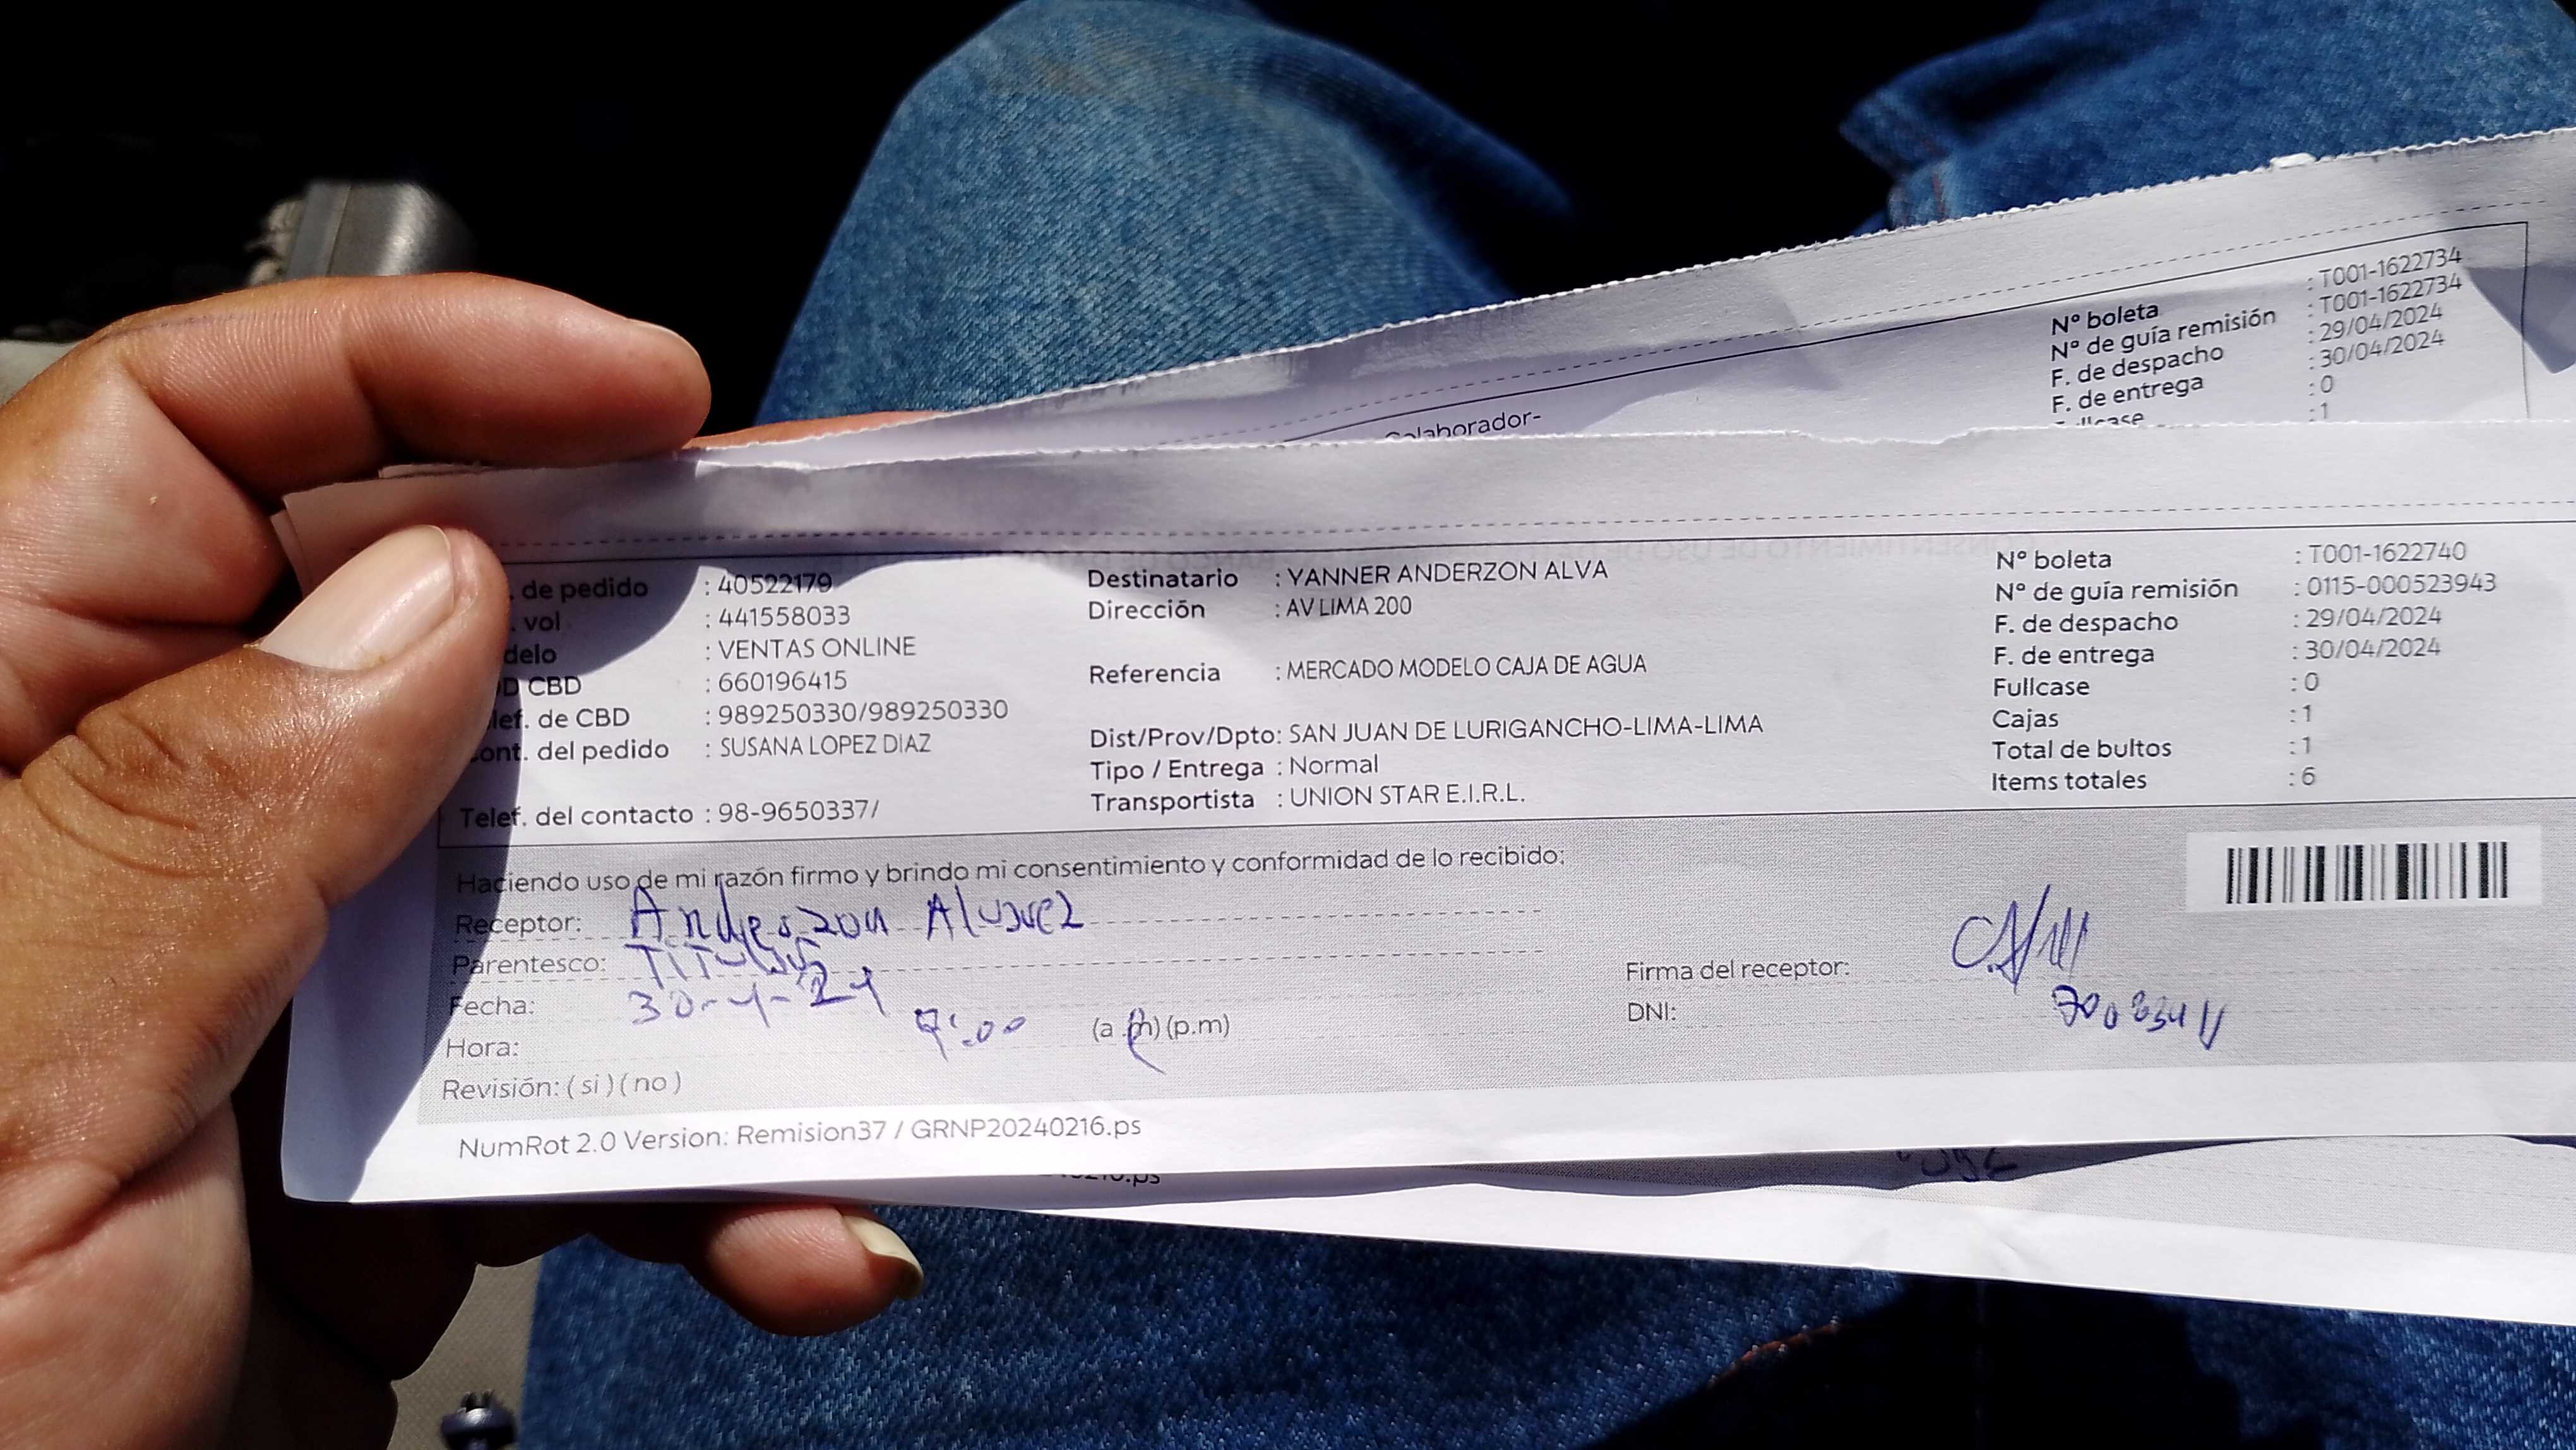 Nº boleta : T001-1622734
Nº de guía remisión : T001-1622734
F. de despacho : 29/04/2024
F. de entrega : 30/04/2024
: 0
Colaborador- : 1
de pedido : 40522179
vol : 441558033
delo : VENTAS ONLINE
CBD : 660196415
lef. de CBD : 989250330/989250330
ont. del pedido : SUSANA LOPEZ DIAZ
Telef. del contacto : 98-9650337/
Destinatario : YANNER ANDERZON ALVA
Dirección : AV LIMA 200
Referencia : MERCADO MODELO CAJA DE AGUA
Dist/Prov/Dpto: SAN JUAN DE LURIGANCHO-LIMA-LIMA
Tipo / Entrega : Normal
Transportista : UNION STAR E.I.R.L.
Nº boleta : T001-1622740
Nº de guía remisión : 0115-000523943
F. de despacho : 29/04/2024
F. de entrega : 30/04/2024
Fullcase : 0
Cajas : 1
Total de bultos : 1
Items totales : 6
Haciendo uso de mi razón firmo y brindo mi consentimiento y conformidad de lo recibido:
Receptor: Anderzon Alvarez
Parentesco: TITULAR
Fecha: 30-4-24
Hora: (a.m)(p.m)
Revisión: (si)(no)
Firma del receptor:
DNI:
NumRot 2.0 Version: Remision37 / GRNP20240216.ps